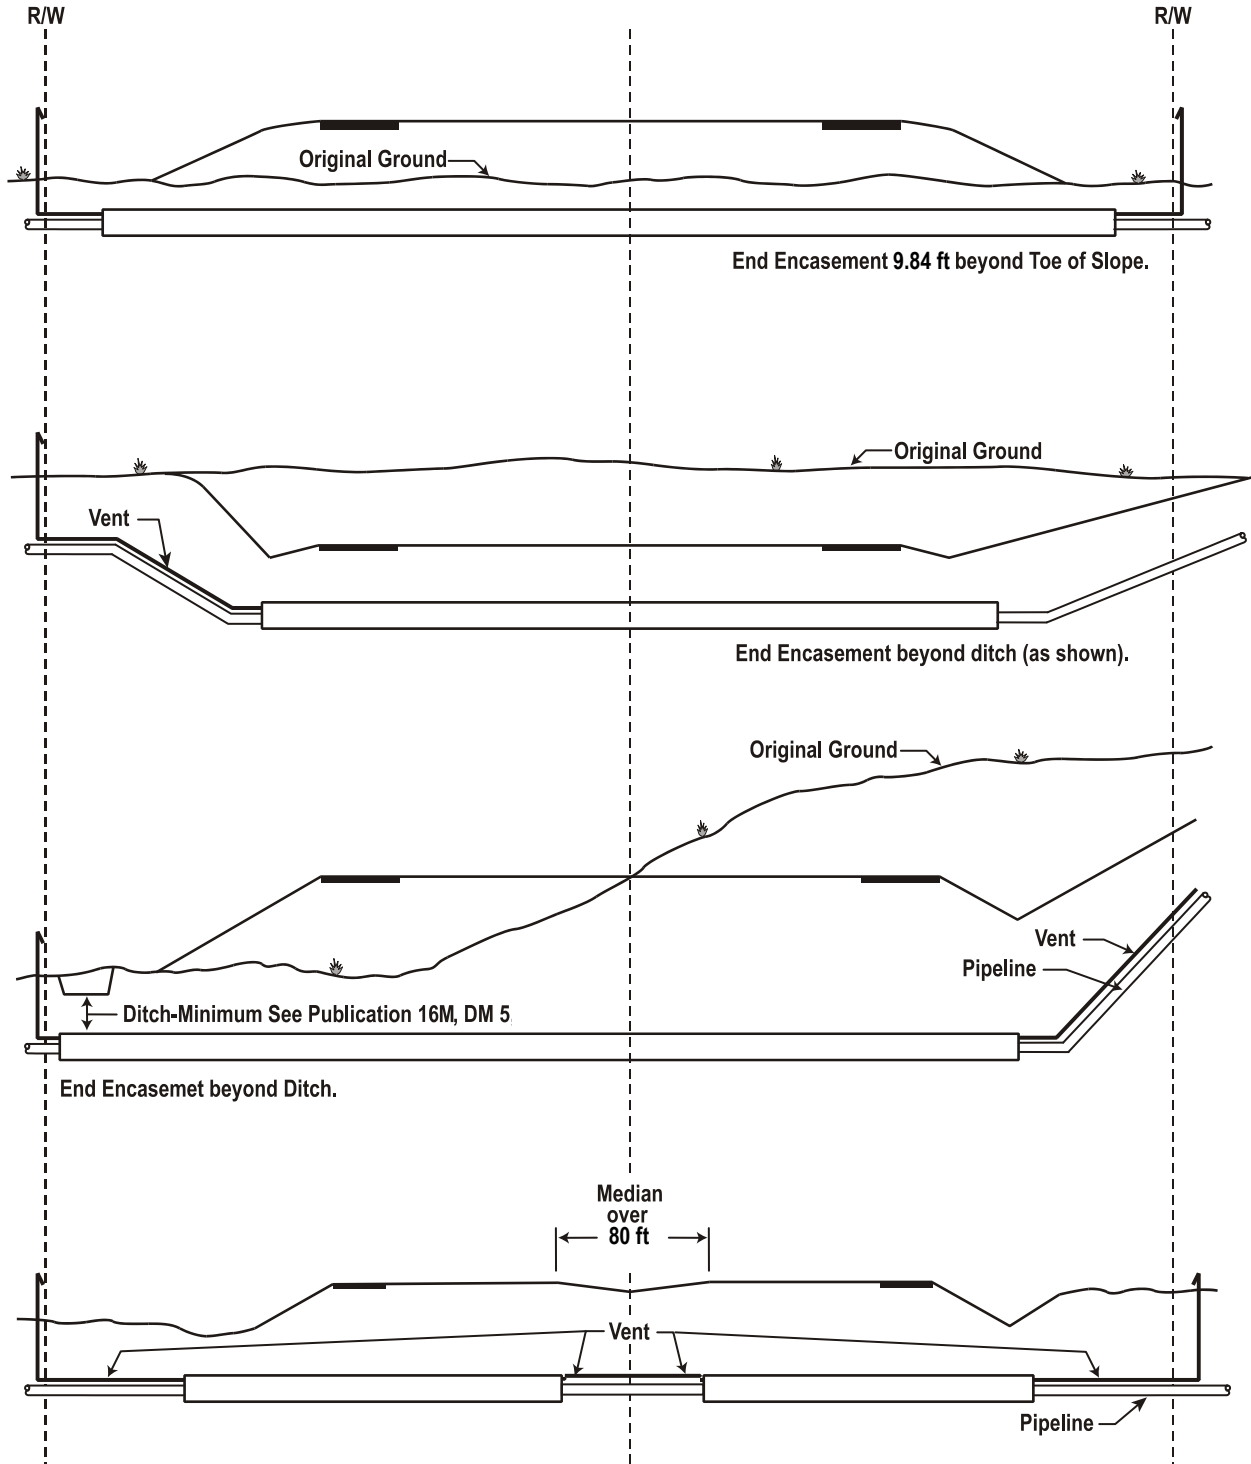 R/W
R/W
Original Ground
End Encasement 9.84 ft beyond Toe of Slope.
Original Ground
Vent
End Encasement beyond ditch (as shown).
Original Ground
Vent
Pipeline
Ditch-Minimum See Publication 16M, DM 5
End Encasemet beyond Ditch.
Median
over
80 ft
Vent
Pipeline